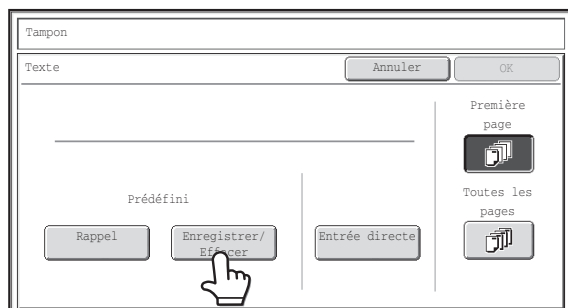 Tampon
Texte
Annuler
OK
Première
page
Prédéfini
Toutes les
pages
Rappel
Enregistrer/
Effacer
Entrée directe